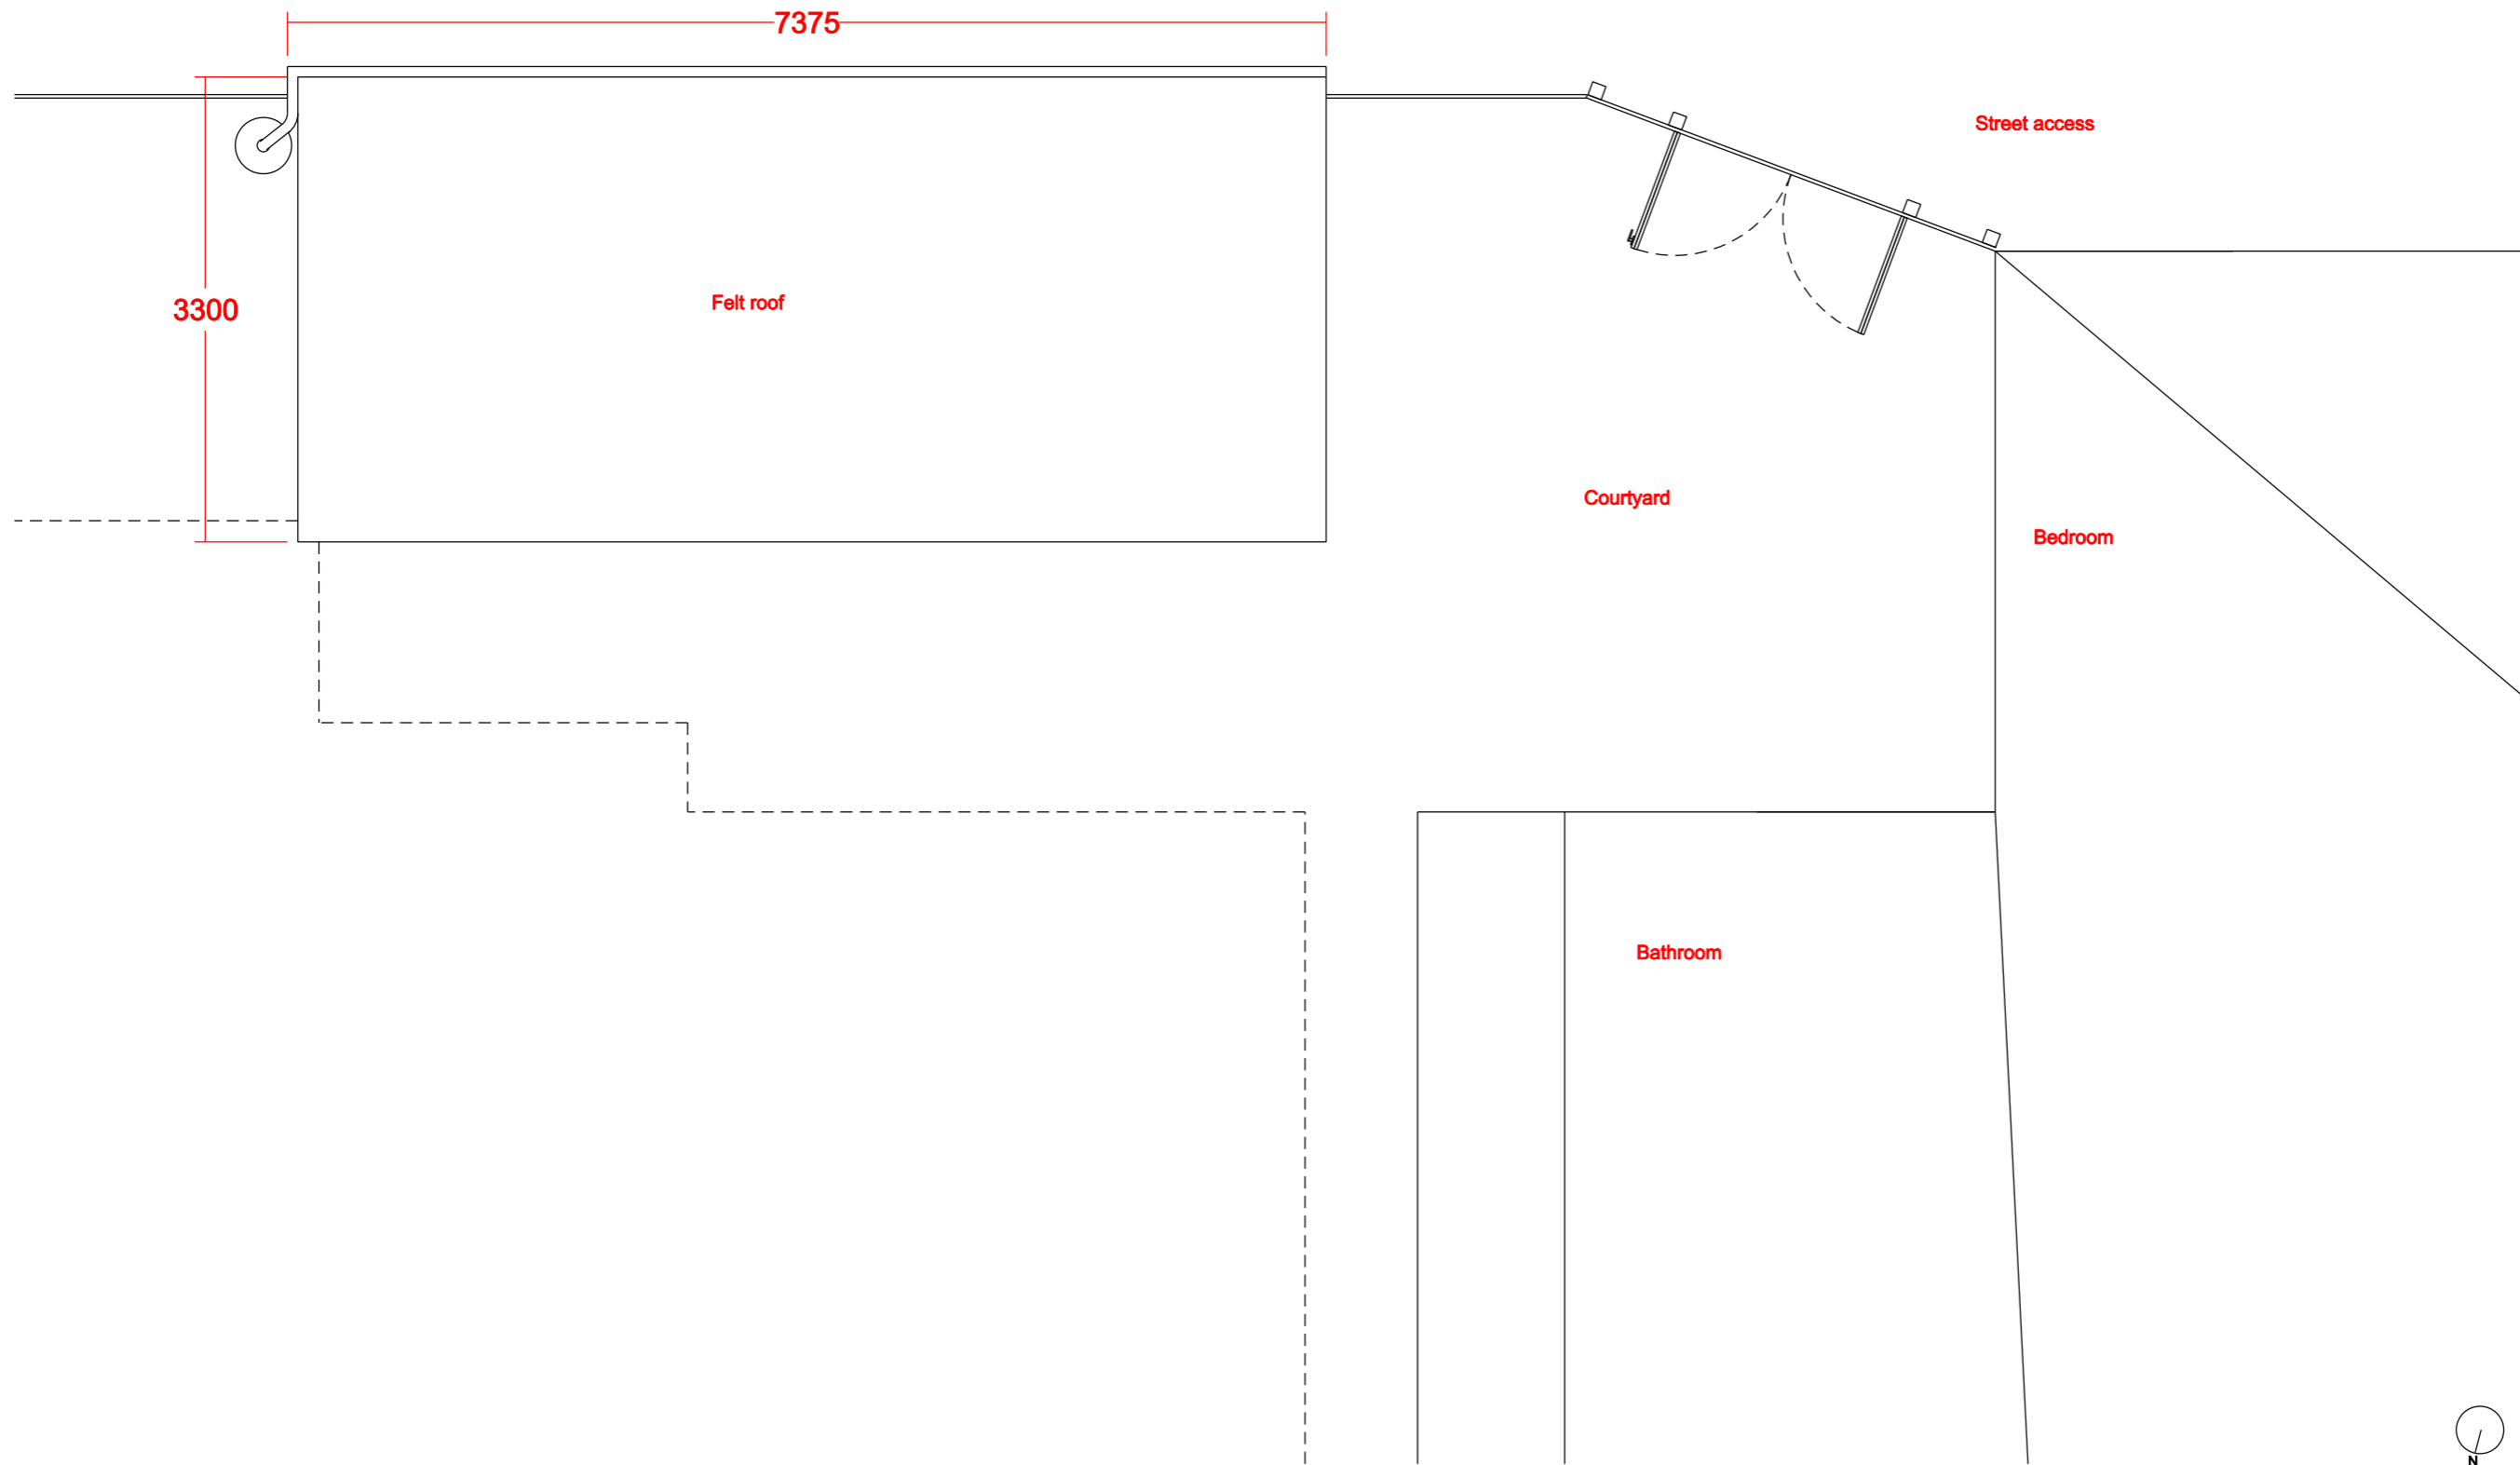 7375
Street access
3300
Felt roof
Courtyard
Bedroom
Bathroom
N